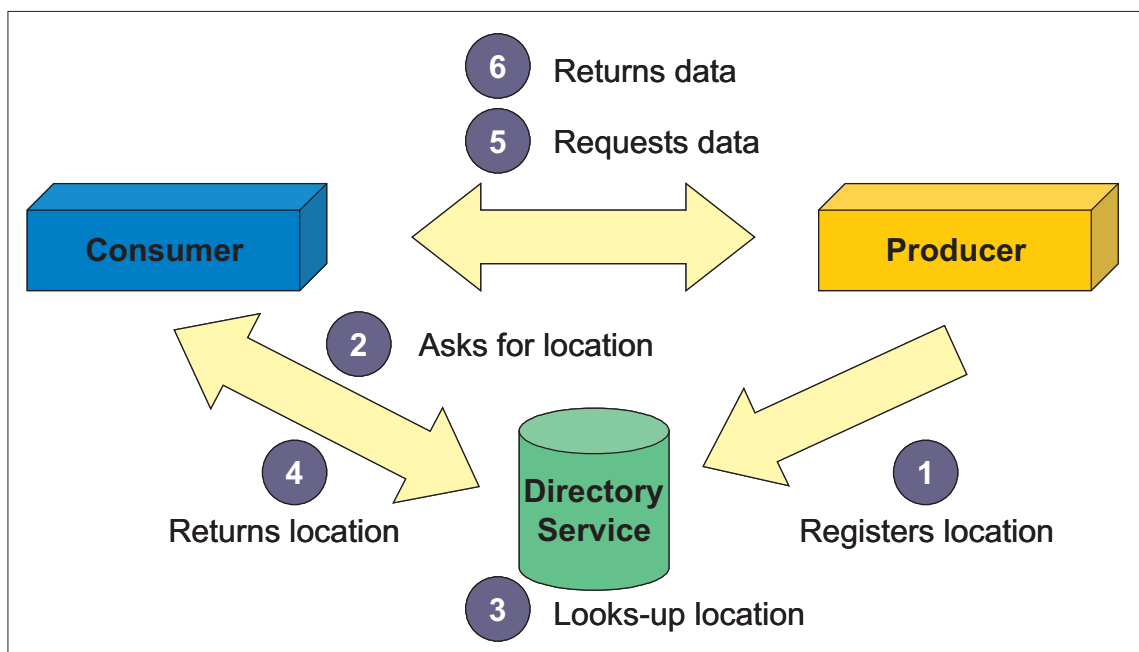 6 Returns data
5 Requests data
Consumer
Producer
2 Asks for location
4
Returns location
Directory
Service
1
Registers location
3 Looks-up location